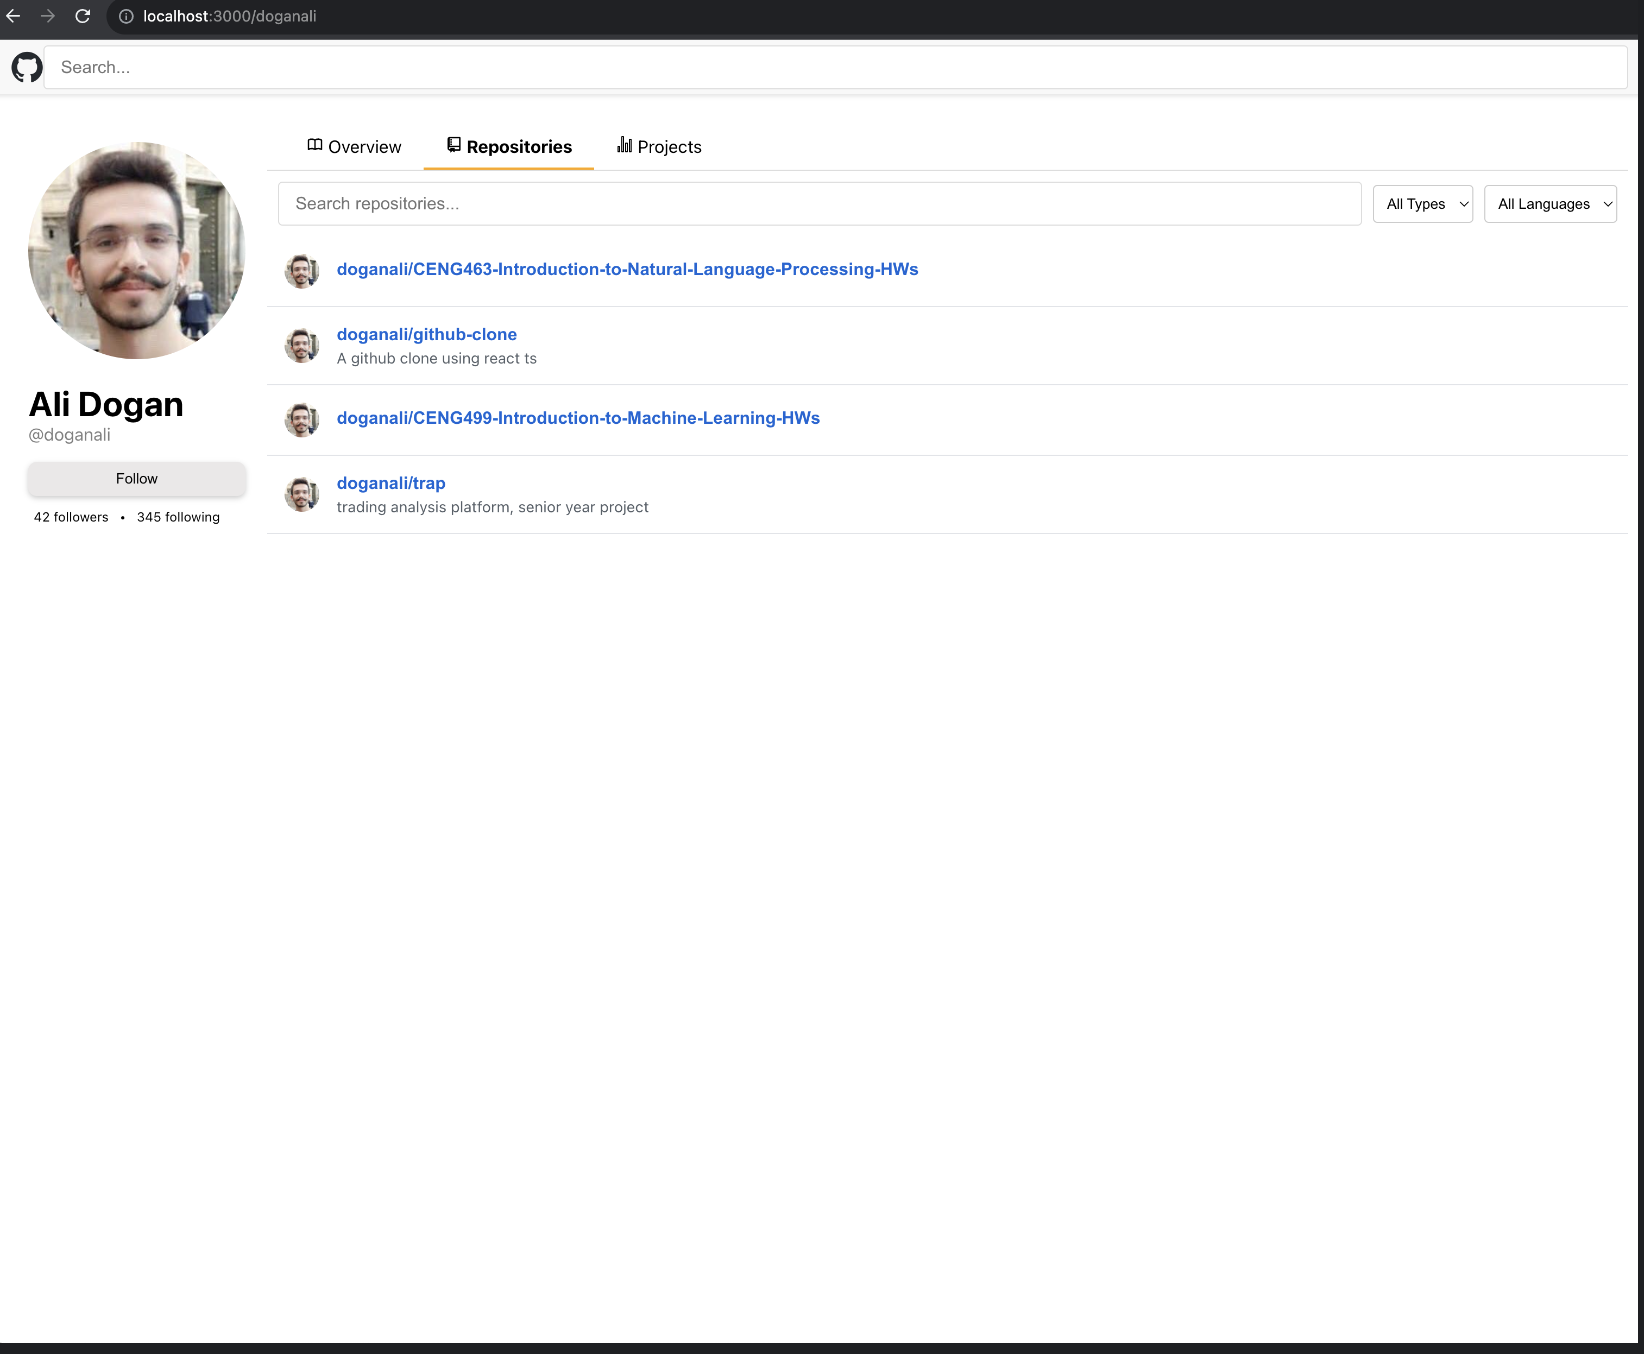 localhost:3000/doganali
Search...
Overview
Repositories
Projects
Search repositories...
All Types
All Languages
doganali/CENG463-Introduction-to-Natural-Language-Processing-HWs
doganali/github-clone
A github clone using react ts
doganali/CENG499-Introduction-to-Machine-Learning-HWs
doganali/trap
trading analysis platform, senior year project
Ali Dogan
@doganali
Follow
42 followers • 345 following